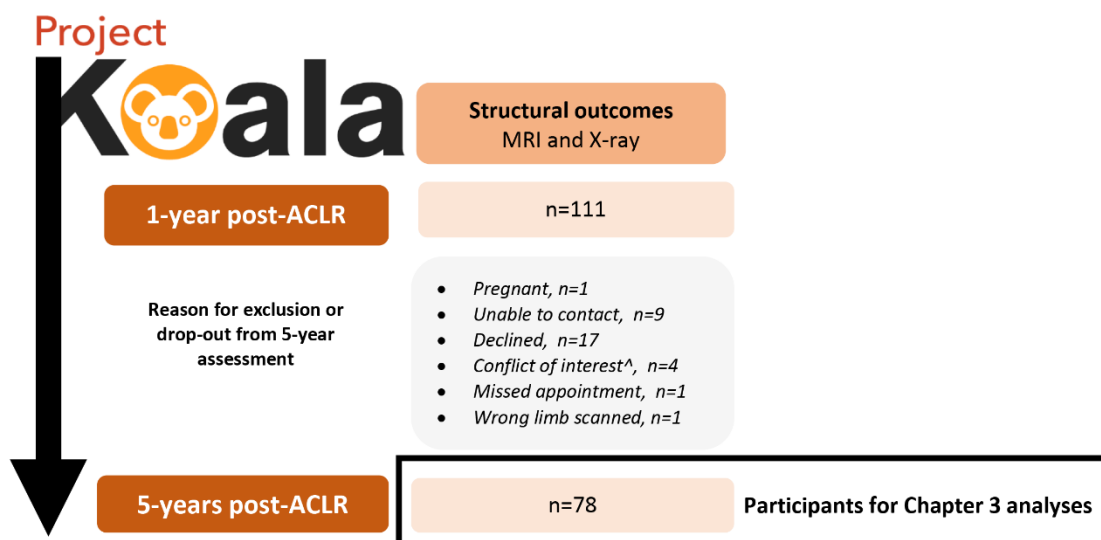 Project
Koala
Structural outcomes
MRI and X-ray
1-year post-ACLR
n=111
Reason for exclusion or
drop-out from 5-year
assessment
• Pregnant, n=1
• Unable to contact, n=9
• Declined, n=17
• Conflict of interest^, n=4
• Missed appointment, n=1
• Wrong limb scanned, n=1
5-years post-ACLR
n=78
Participants for Chapter 3 analyses